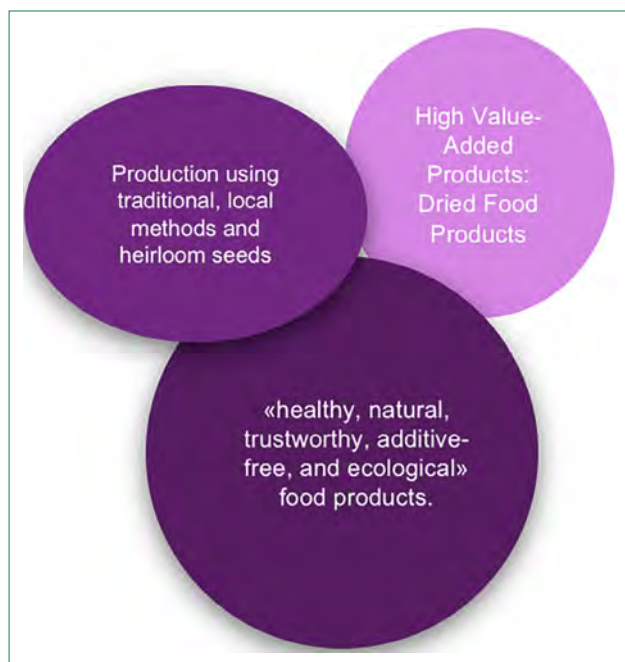 Production using
traditional, local
methods and
heirloom seeds
High Value-
Added
Products:
Dried Food
Products
«healthy, natural,
trustworthy, additive-
free, and ecological»
food products.